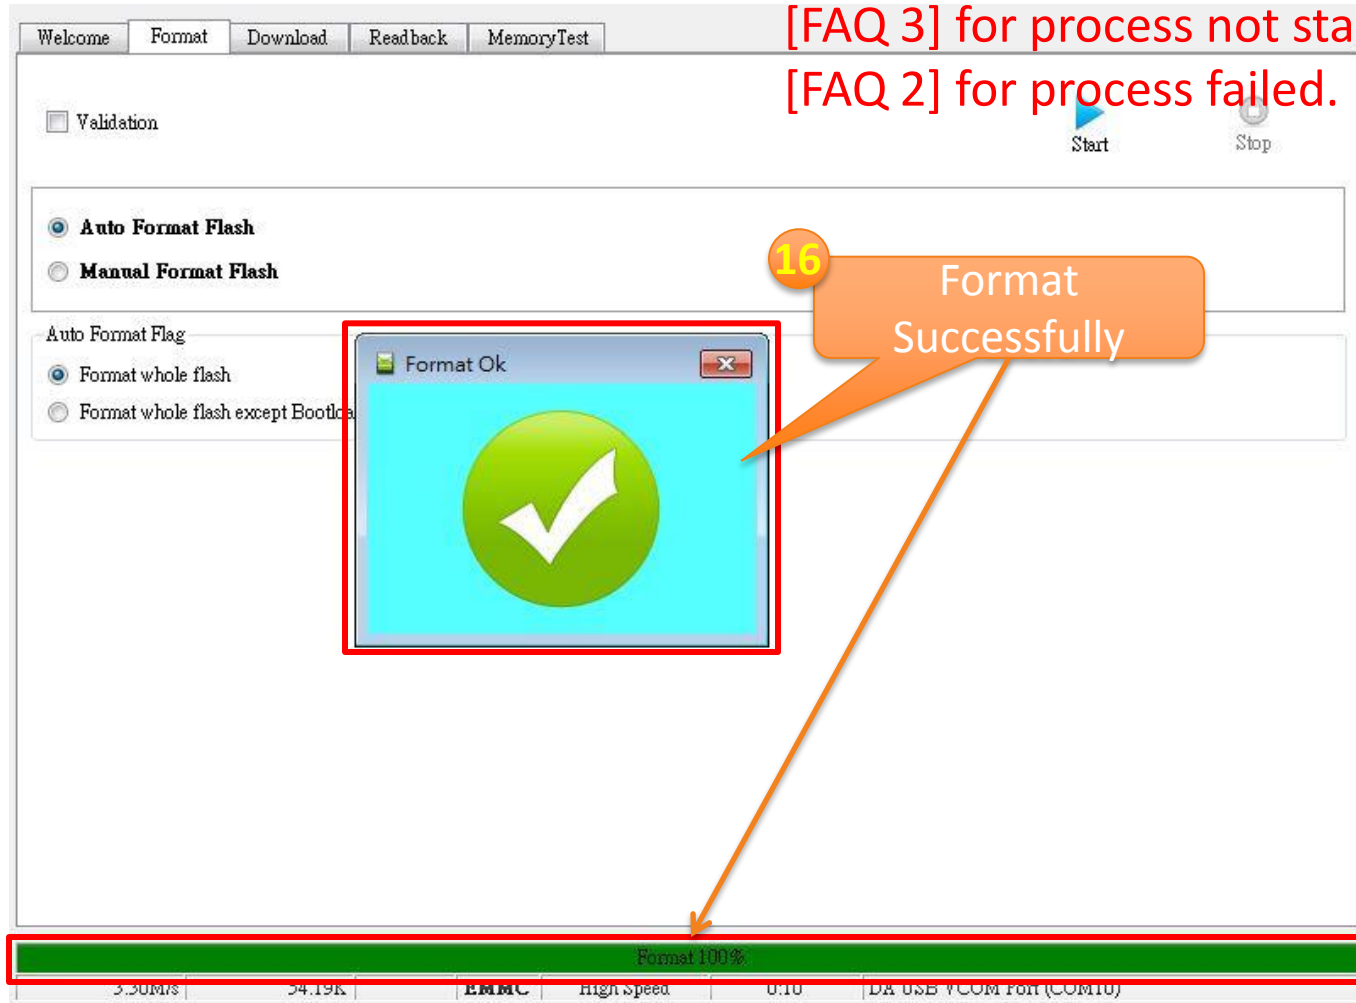 [FAQ 3] for process not sta
[FAQ 2] for process failed.
Welcome Format Download Readback MemoryTest
Validation
Start Stop
Auto Format Flash
Manual Format Flash
16
Format
Successfully
Auto Format Flag
Format whole flash
Format whole flash except Bootloa
Format Ok
Format 100%
3.30M/s 54.19K EMMC High Speed 0:10 DA USB VCOM Port (COM10)